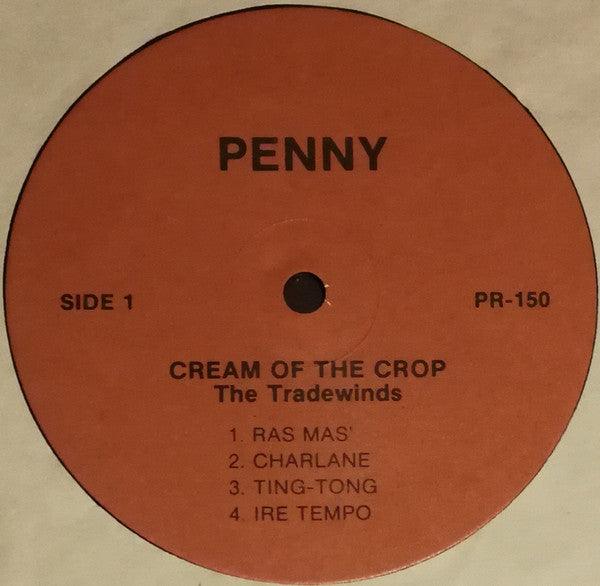 PENNY
SIDE 1
PR-150
CREAM OF THE CROP
The Tradewinds
1. RAS MAS'
2. CHARLANE
3. TING-TONG
4. IRE TEMPO